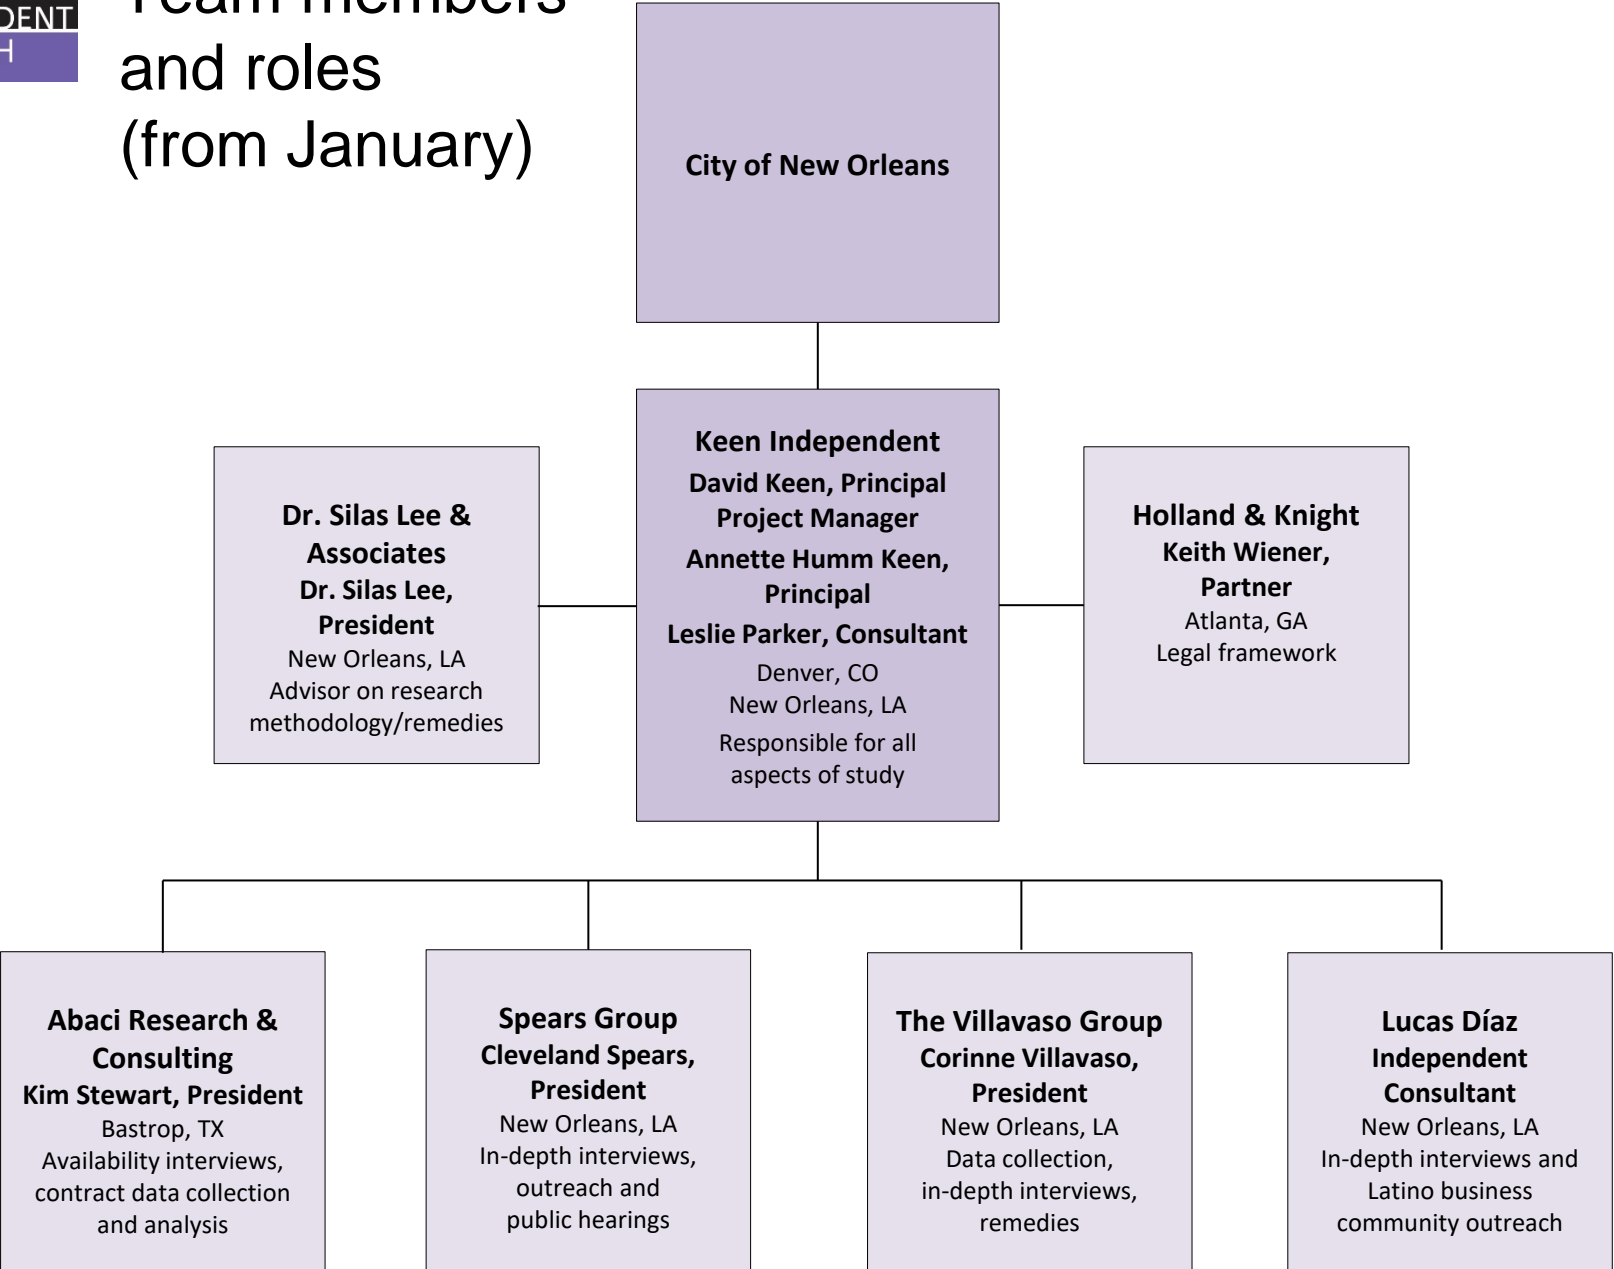 DENT
H
Team members
and roles
(from January)
City of New Orleans
Keen Independent
David Keen, Principal
Project Manager
Annette Humm Keen,
Principal
Leslie Parker, Consultant
Denver, CO
New Orleans, LA
Responsible for all
aspects of study
Dr. Silas Lee &
Associates
Dr. Silas Lee,
President
New Orleans, LA
Advisor on research
methodology/remedies
Holland & Knight
Keith Wiener,
Partner
Atlanta, GA
Legal framework
Abaci Research &
Consulting
Kim Stewart, President
Bastrop, TX
Availability interviews,
contract data collection
and analysis
Spears Group
Cleveland Spears,
President
New Orleans, LA
In-depth interviews,
outreach and
public hearings
The Villavaso Group
Corinne Villavaso,
President
New Orleans, LA
Data collection,
in-depth interviews,
remedies
Lucas Díaz
Independent
Consultant
New Orleans, LA
In-depth interviews and
Latino business
community outreach